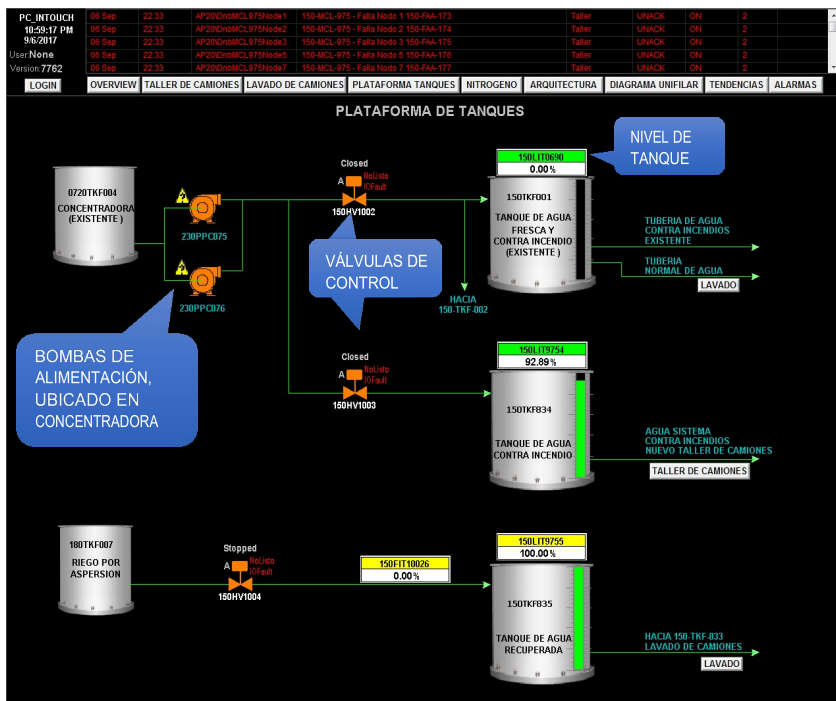 PC_INTOUCH
10:59:17 PM
9/6/2017
User:None
Version:7762
06 Sep 22:33 AP20\DnbMCL975Node1 150-MCL-975 - Falla Nodo 1 150-FAA-173 Taller UNACK ON 2
06 Sep 22:33 AP20\DnbMCL975Node2 150-MCL-975 - Falla Nodo 2 150-FAA-174 Taller UNACK ON 2
06 Sep 22:33 AP20\DnbMCL975Node3 150-MCL-975 - Falla Nodo 3 150-FAA-175 Taller UNACK ON 2
06 Sep 22:33 AP20\DnbMCL975Node5 150-MCL-975 - Falla Nodo 5 150-FAA-176 Taller UNACK ON 2
06 Sep 22:33 AP20\DnbMCL975Node7 150-MCL-975 - Falla Nodo 7 150-FAA-177 Taller UNACK ON 2
LOGIN OVERVIEW TALLER DE CAMIONES LAVADO DE CAMIONES PLATAFORMA TANQUES NITROGENO ARQUITECTURA DIAGRAMA UNIFILAR TENDENCIAS ALARMAS
PLATAFORMA DE TANQUES
NIVEL DE
TANQUE
0720TKF004
CONCENTRADORA
(EXISTENTE )
230PPC075
230PPC076
Closed
A NoListo
IOFault
150HV1002
VÁLVULAS DE
CONTROL
HACIA
150-TKF-002
150LIT0690
0.00 %
150TKF001
TANQUE DE AGUA
FRESCA Y
CONTRA INCENDIO
(EXISTENTE )
TUBERIA DE AGUA
CONTRA INCENDIOS
EXISTENTE
TUBERIA
NORMAL DE AGUA
LAVADO
BOMBAS DE
ALIMENTACIÓN,
UBICADO EN
CONCENTRADORA
Closed
A NoListo
IOFault
150HV1003
150LIT9754
92.89 %
150TKF834
TANQUE DE AGUA
CONTRA INCENDIO
AGUA SISTEMA
CONTRA INCENDIOS
NUEVO TALLER DE CAMIONES
TALLER DE CAMIONES
180TKF007
RIEGO POR
ASPERSION
Stopped
A NoListo
IOFault
150HV1004
150FIT10026
0.00 %
150LIT9755
100.00 %
150TKF835
TANQUE DE AGUA
RECUPERADA
HACIA 150-TKF-833
LAVADO DE CAMIONES
LAVADO